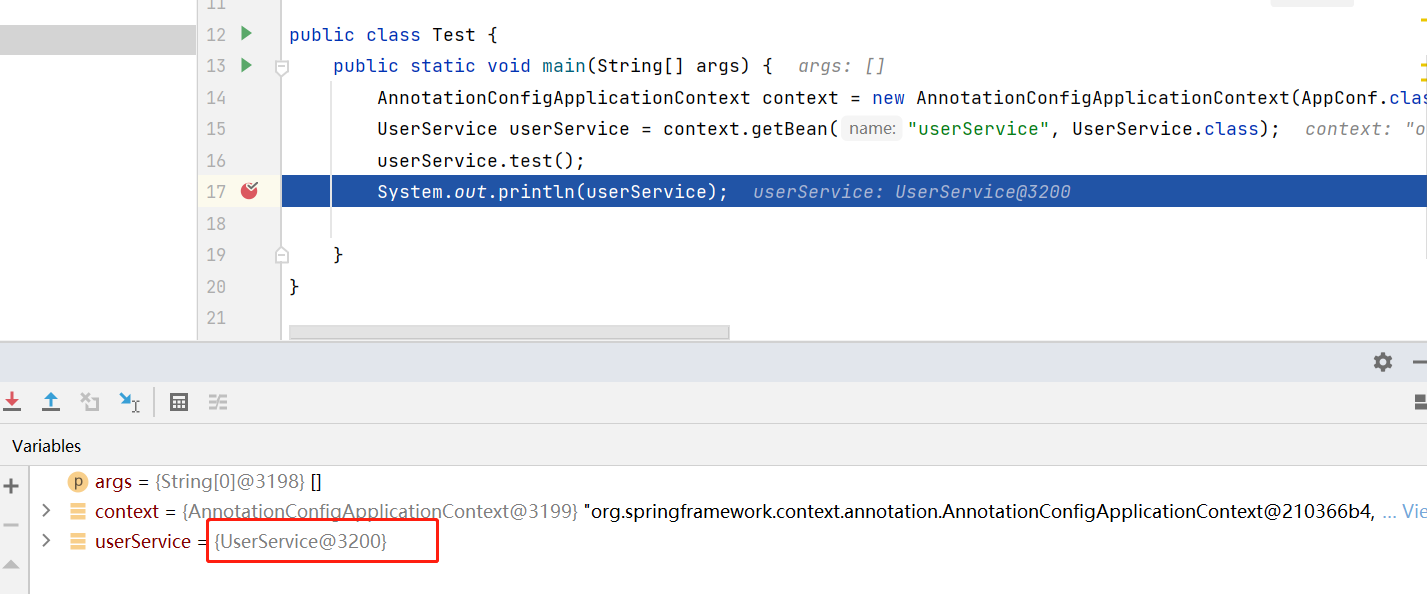 11
12 public class Test {
13 public static void main(String[] args) { args: []
14 AnnotationConfigApplicationContext context = new AnnotationConfigApplicationContext(AppConf.clas
15 UserService userService = context.getBean( name: "userService", UserService.class); context: "o
16 userService.test();
17 System.out.println(userService); userService: UserService@3200
18
19 }
20 }
21
Variables
p args = {String[0]@3198} []
context = {AnnotationConfigApplicationContext@3199} "org.springframework.context.annotation.AnnotationConfigApplicationContext@210366b4, ... Vie
userService = {UserService@3200}